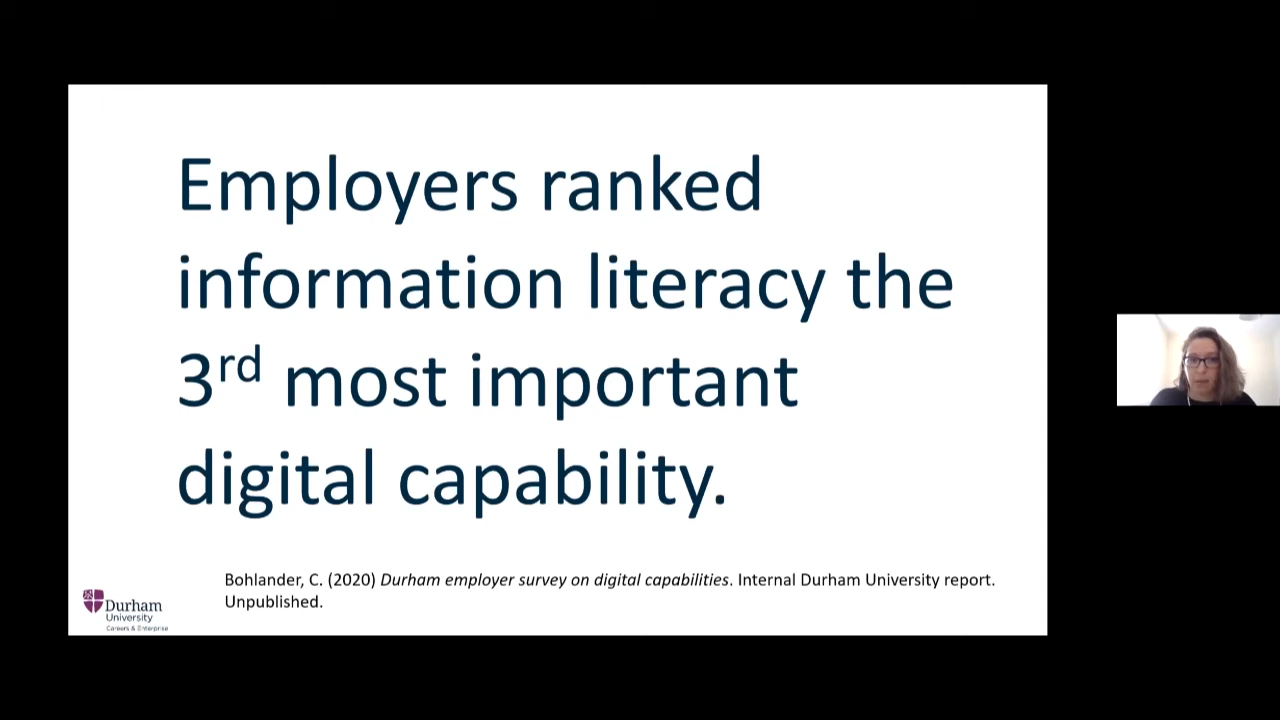 Employers ranked
information literacy the
3rd most important
digital capability.
Bohlander, C. (2020) Durham employer survey on digital capabilities. Internal Durham University report.
Unpublished.
Durham
University
Careers & Enterprise